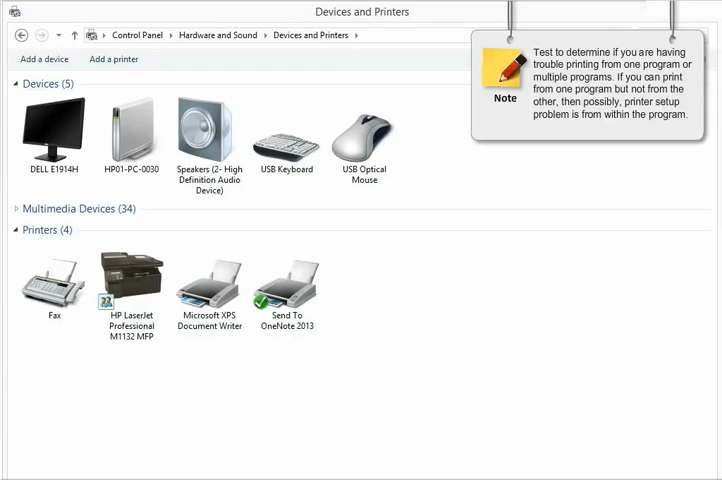 Devices and Printers
Control Panel Hardware and Sound Devices and Printers
Test to determine if you are having
trouble printing from one program or
multiple programs. If you can print
from one program but not from the
other, then possibly, printer setup
problem is from within the program.
Note
Add a device Add a printer
Devices (5)
DELL E1914H
HP01-PC-0030
Speakers (2- High
Definition Audio
Device)
USB Keyboard
USB Optical
Mouse
Multimedia Devices (34)
Printers (4)
Fax
HP LaserJet
Professional
M1132 MFP
Microsoft XPS
Document Writer
Send To
OneNote 2013